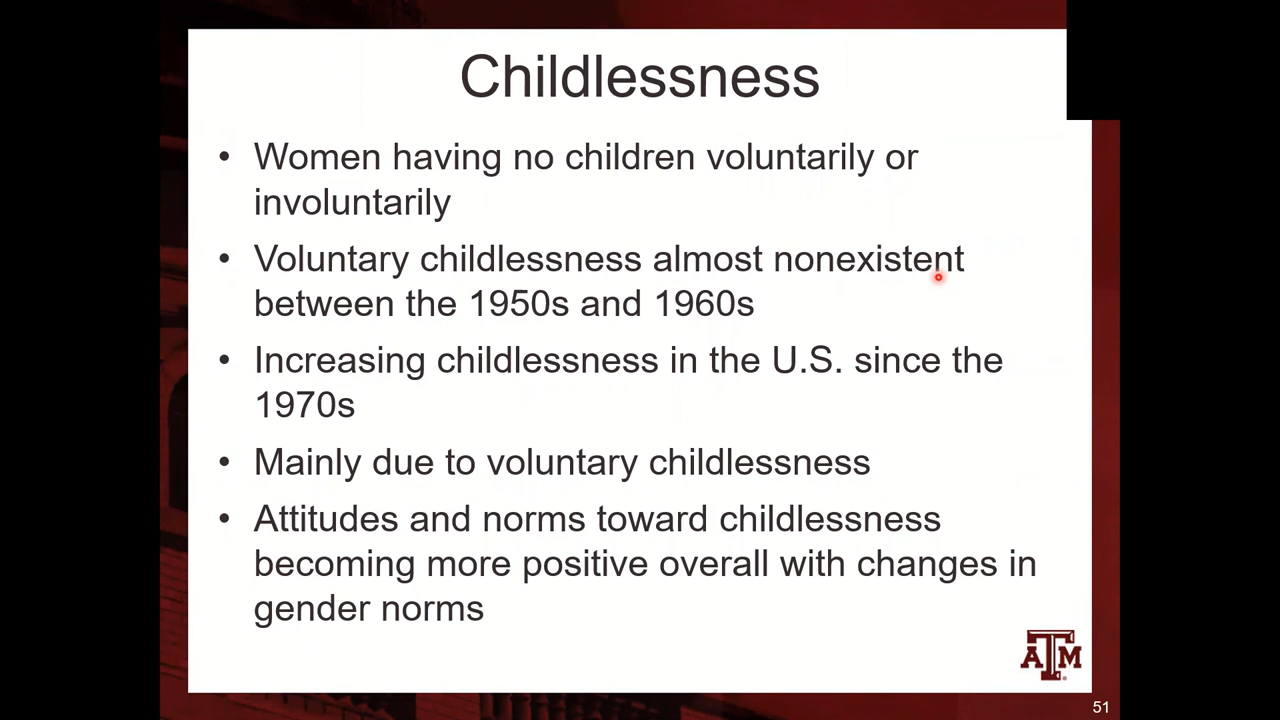 Childlessness
• Women having no children voluntarily or
involuntarily
• Voluntary childlessness almost nonexistent
between the 1950s and 1960s
• Increasing childlessness in the U.S. since the
1970s
• Mainly due to voluntary childlessness
• Attitudes and norms toward childlessness
becoming more positive overall with changes in
gender norms
ATM
51